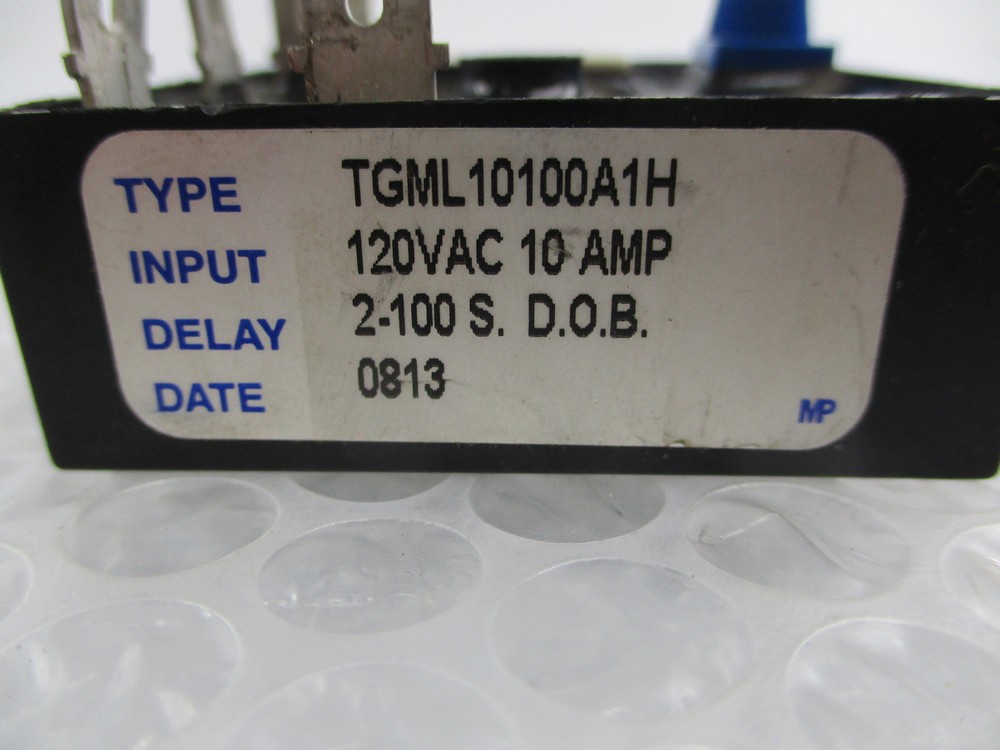 TYPE TGML10100A1H
INPUT 120VAC 10 AMP
DELAY 2-100 S. D.O.B.
DATE 0813
MP